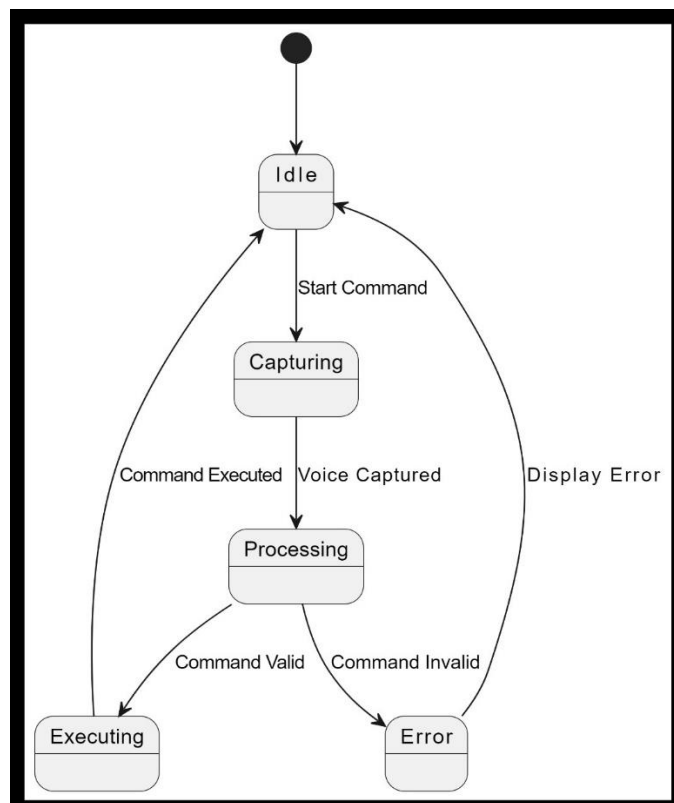 Idle
Start Command
Capturing
Command Executed
Voice Captured
Display Error
Processing
Command Valid
Command Invalid
Executing
Error